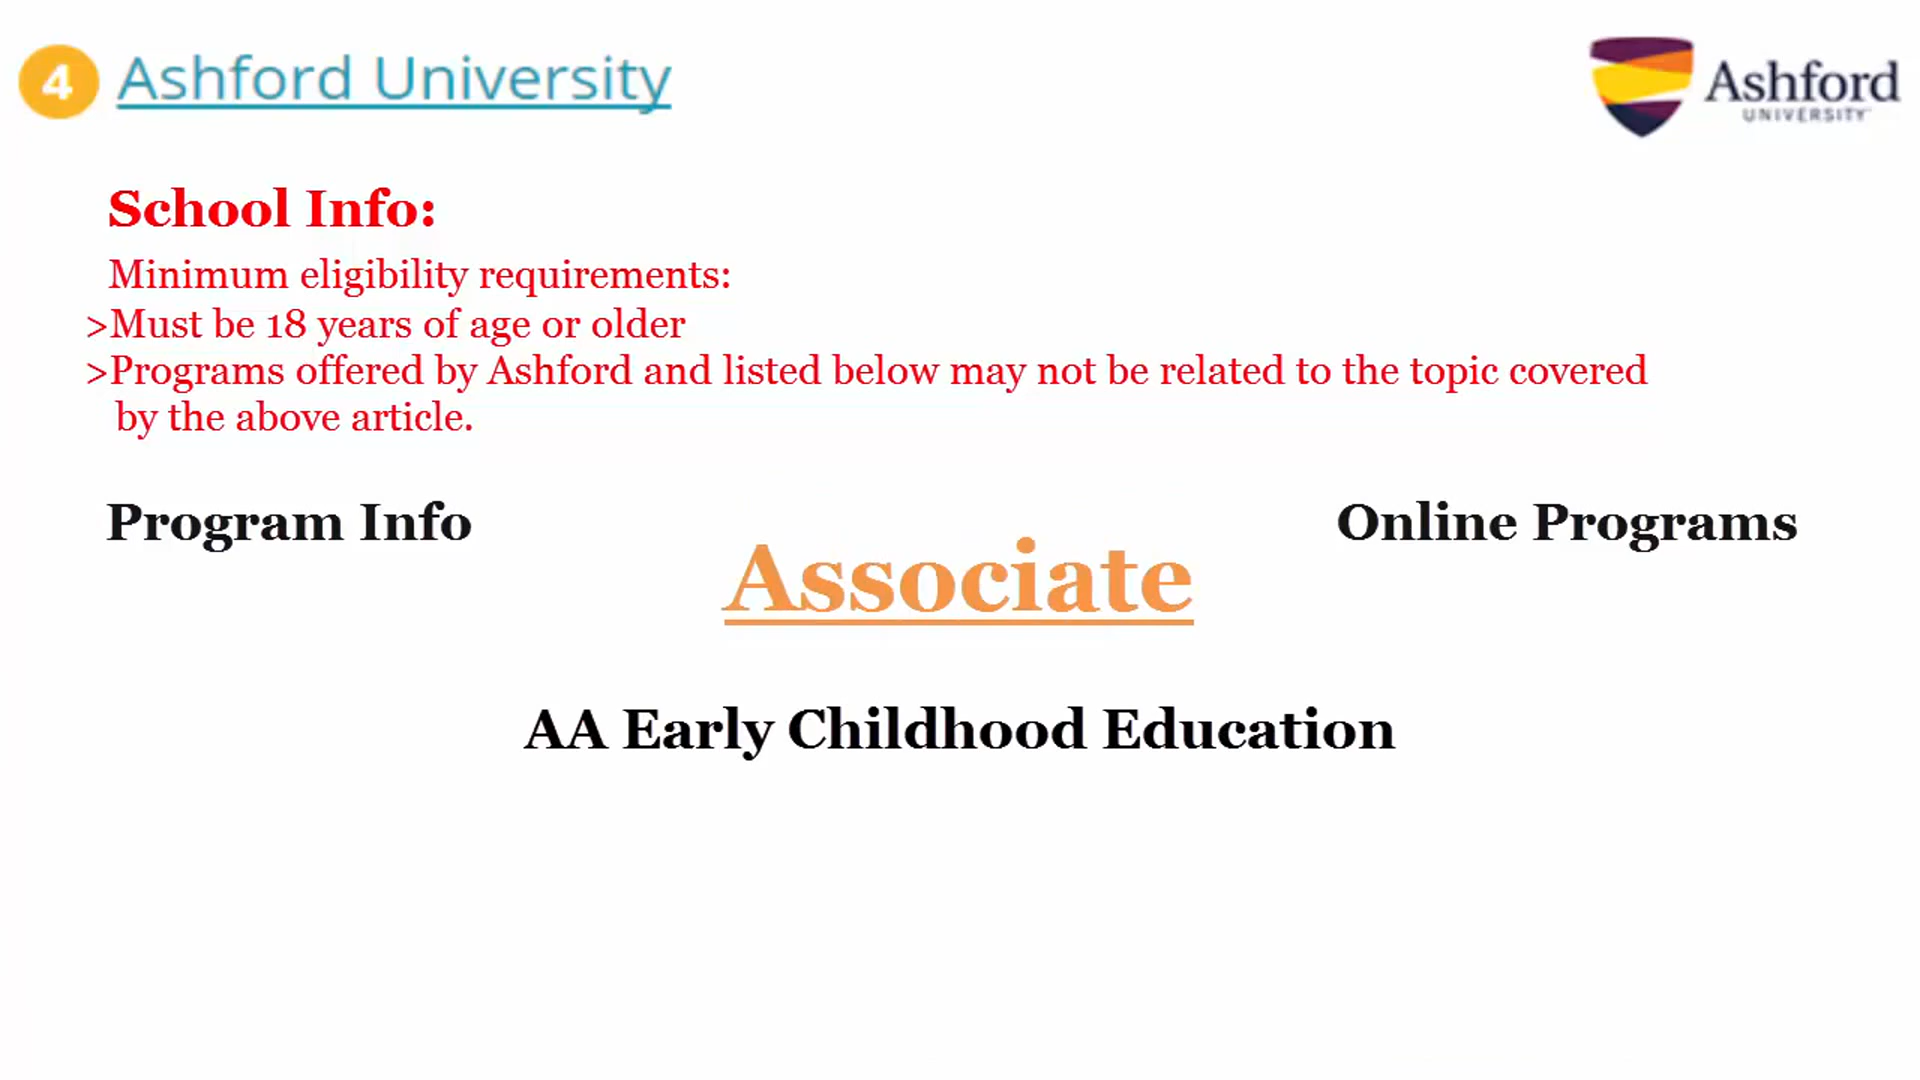 4 Ashford University
Ashford
UNIVERSITY
School Info:
Minimum eligibility requirements:
>Must be 18 years of age or older
>Programs offered by Ashford and listed below may not be related to the topic covered
by the above article.
Program Info
Online Programs
Associate
AA Early Childhood Education